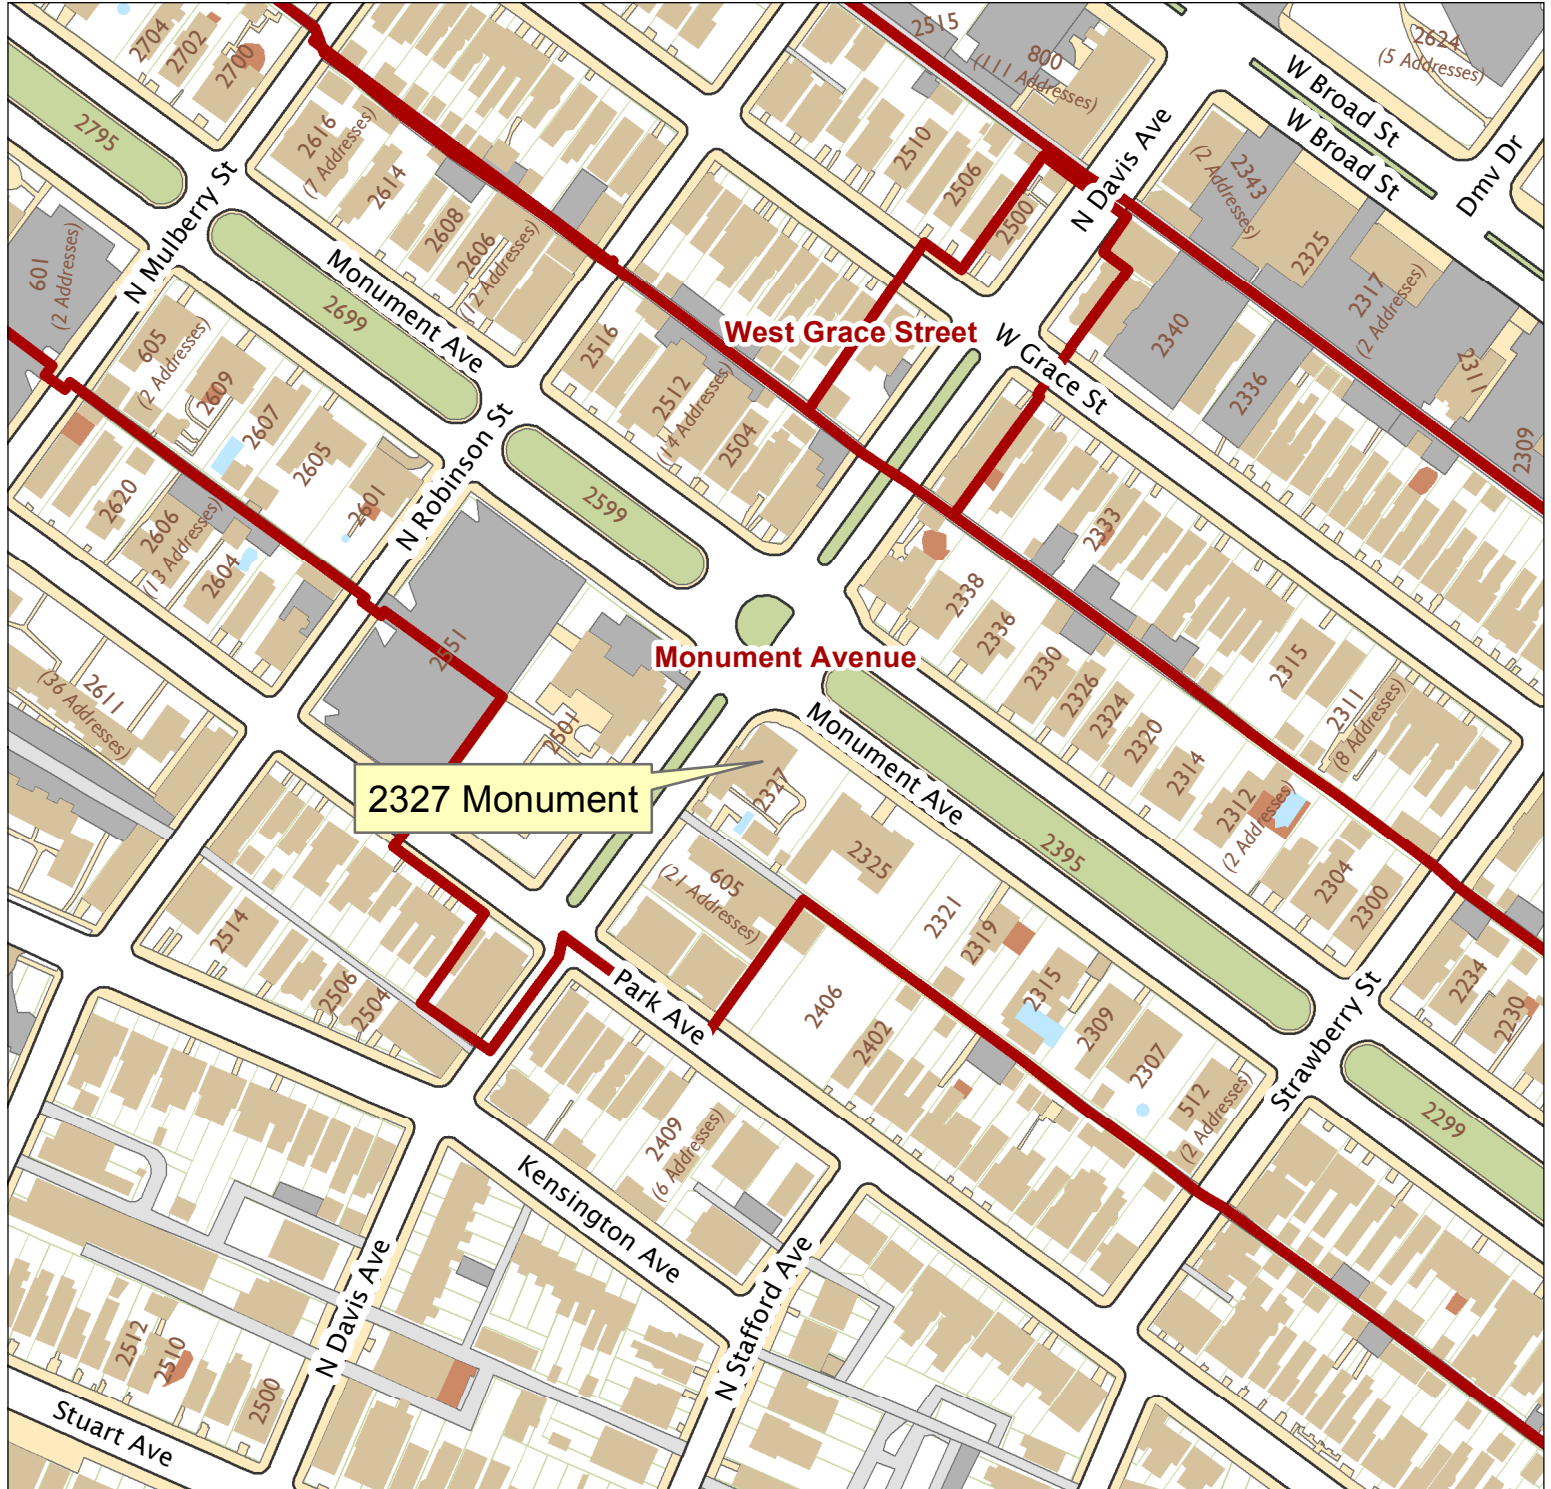 2704
2702
2700
2515
800
(111 Addresses)
2624
(5 Addresses)
W Broad St
W Broad St
Dmv Dr
2795
N Mulberry St
2616
(7 Addresses)
2614
2608
2606
(12 Addresses)
2510
2506
2500
N Davis Ave
2343
(2 Addresses)
2325
2317
(2 Addresses)
2311
2309
601
(2 Addresses)
Monument Ave
2699
605
(2 Addresses)
2609
2607
2605
2601
2516
2512
(14 Addresses)
2504
West Grace Street
W Grace St
2340
2336
2620
2606
(13 Addresses)
2604
N Robinson St
2599
2333
2338
2336
2330
2326
2324
2320
2314
2315
2311
(8 Addresses)
2312
(2 Addresses)
2304
2300
2551
2501
Monument Avenue
Monument Ave
2395
2611
(36 Addresses)
2327 Monument
2327
2325
605
(21 Addresses)
2321
2319
2315
2309
2307
512
(2 Addresses)
2514
2506
2504
Park Ave
2406
2402
Strawberry St
2234
2230
2299
2409
(6 Addresses)
Kensington Ave
N Davis Ave
N Stafford Ave
2512
2510
2500
Stuart Ave